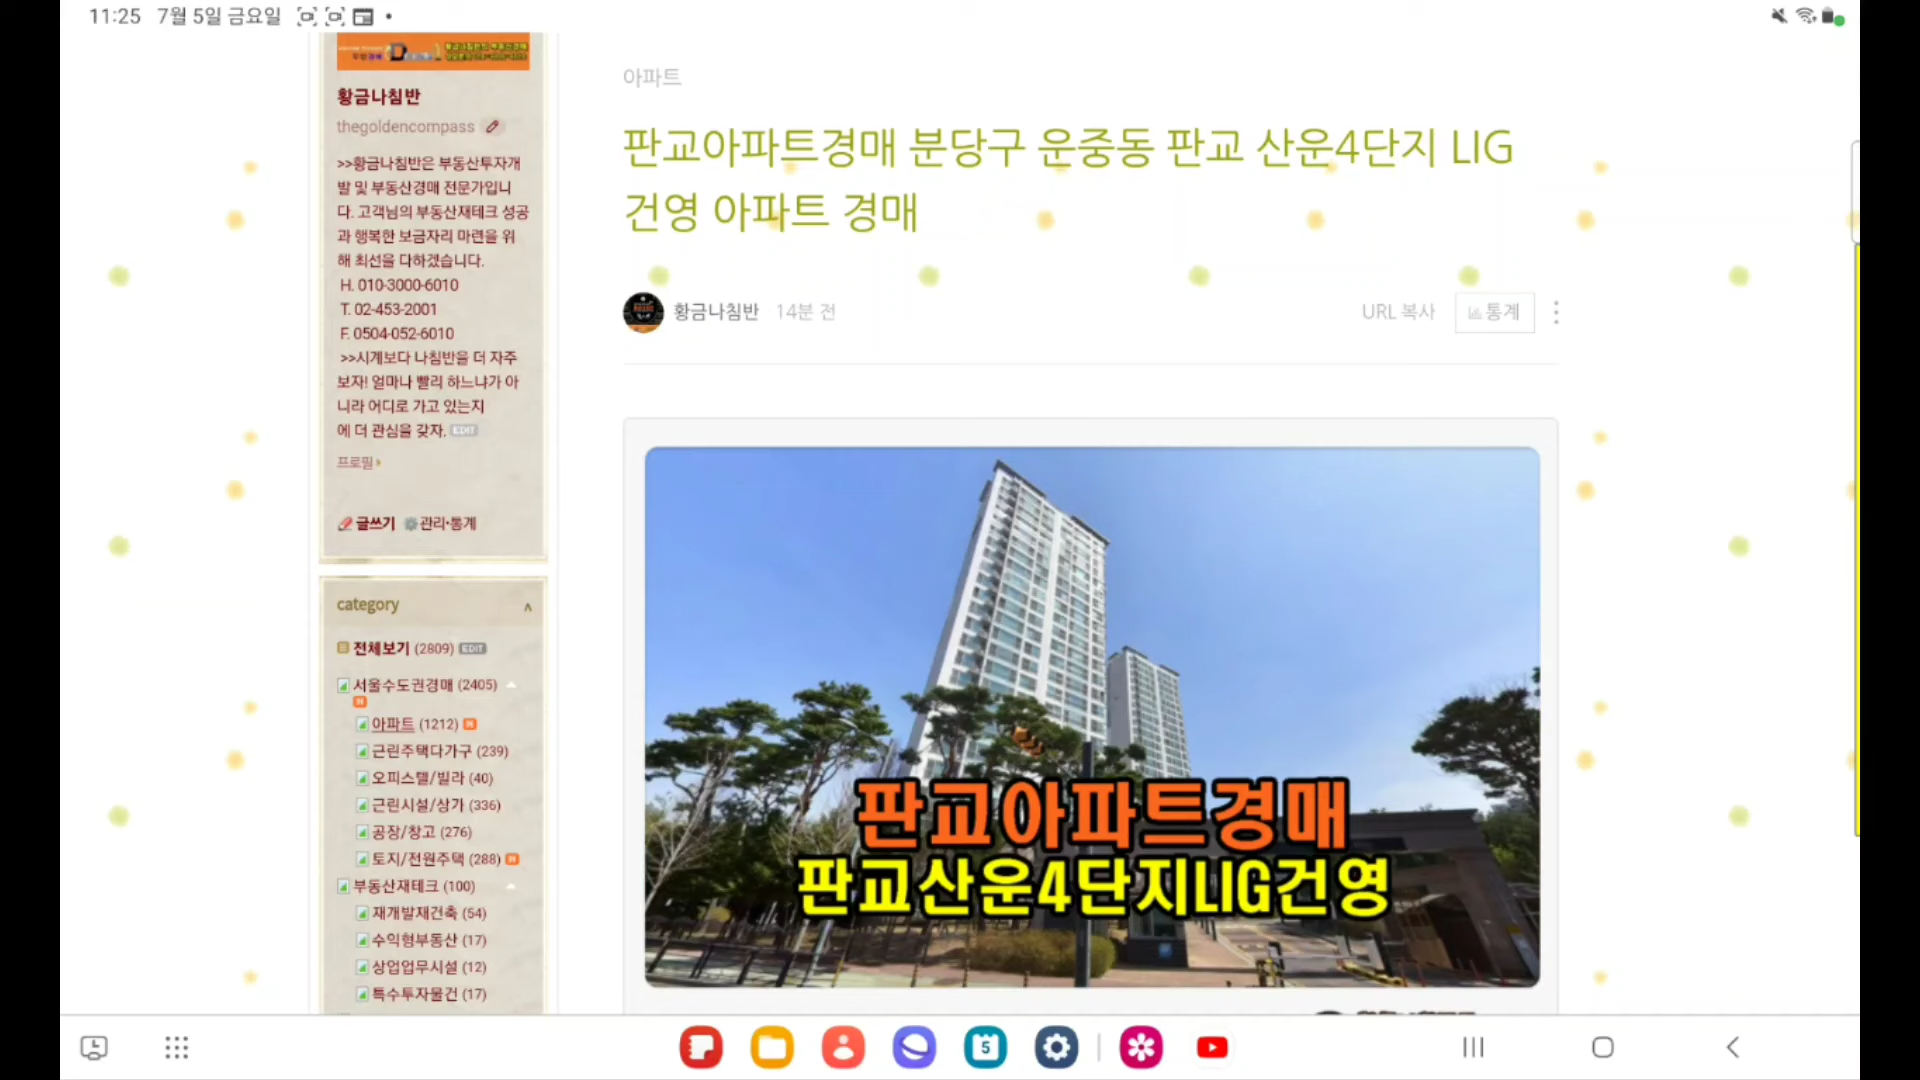 11:25 7월 5일 금요일
황금나침반
thegoldencompass
>>황금나침반은 부동산투자개
발 및 부동산경매 전문가입니
다. 고객님의 부동산재테크 성공
과 행복한 보금자리 마련을 위
해 최선을 다하겠습니다.
H. 010-3000-6010
T. 02-453-2001
F. 0504-052-6010
>>시계보다 나침반을 더 자주
보자! 얼마나 빨리 하느냐가 아
니라 어디로 가고 있는지
에 더 관심을 갖자. EDIT
프로필
글쓰기 관리·통계
category
전체보기 (2809) EDIT
서울수도권경매 (2405)
N
아파트 (1212) N
근린주택다가구 (239)
오피스텔/빌라 (40)
근린시설/상가 (336)
공장/창고 (276)
토지/전원주택 (288) N
부동산재테크 (100)
재개발재건축 (54)
수익형부동산 (17)
상업업무시설 (12)
특수투자물건 (17)
아파트
판교아파트경매 분당구 운중동 판교 산운4단지 LIG
건영 아파트 경매
황금나침반 14분 전
URL 복사 통계
판교아파트경매
판교산운4단지LIG건영
5